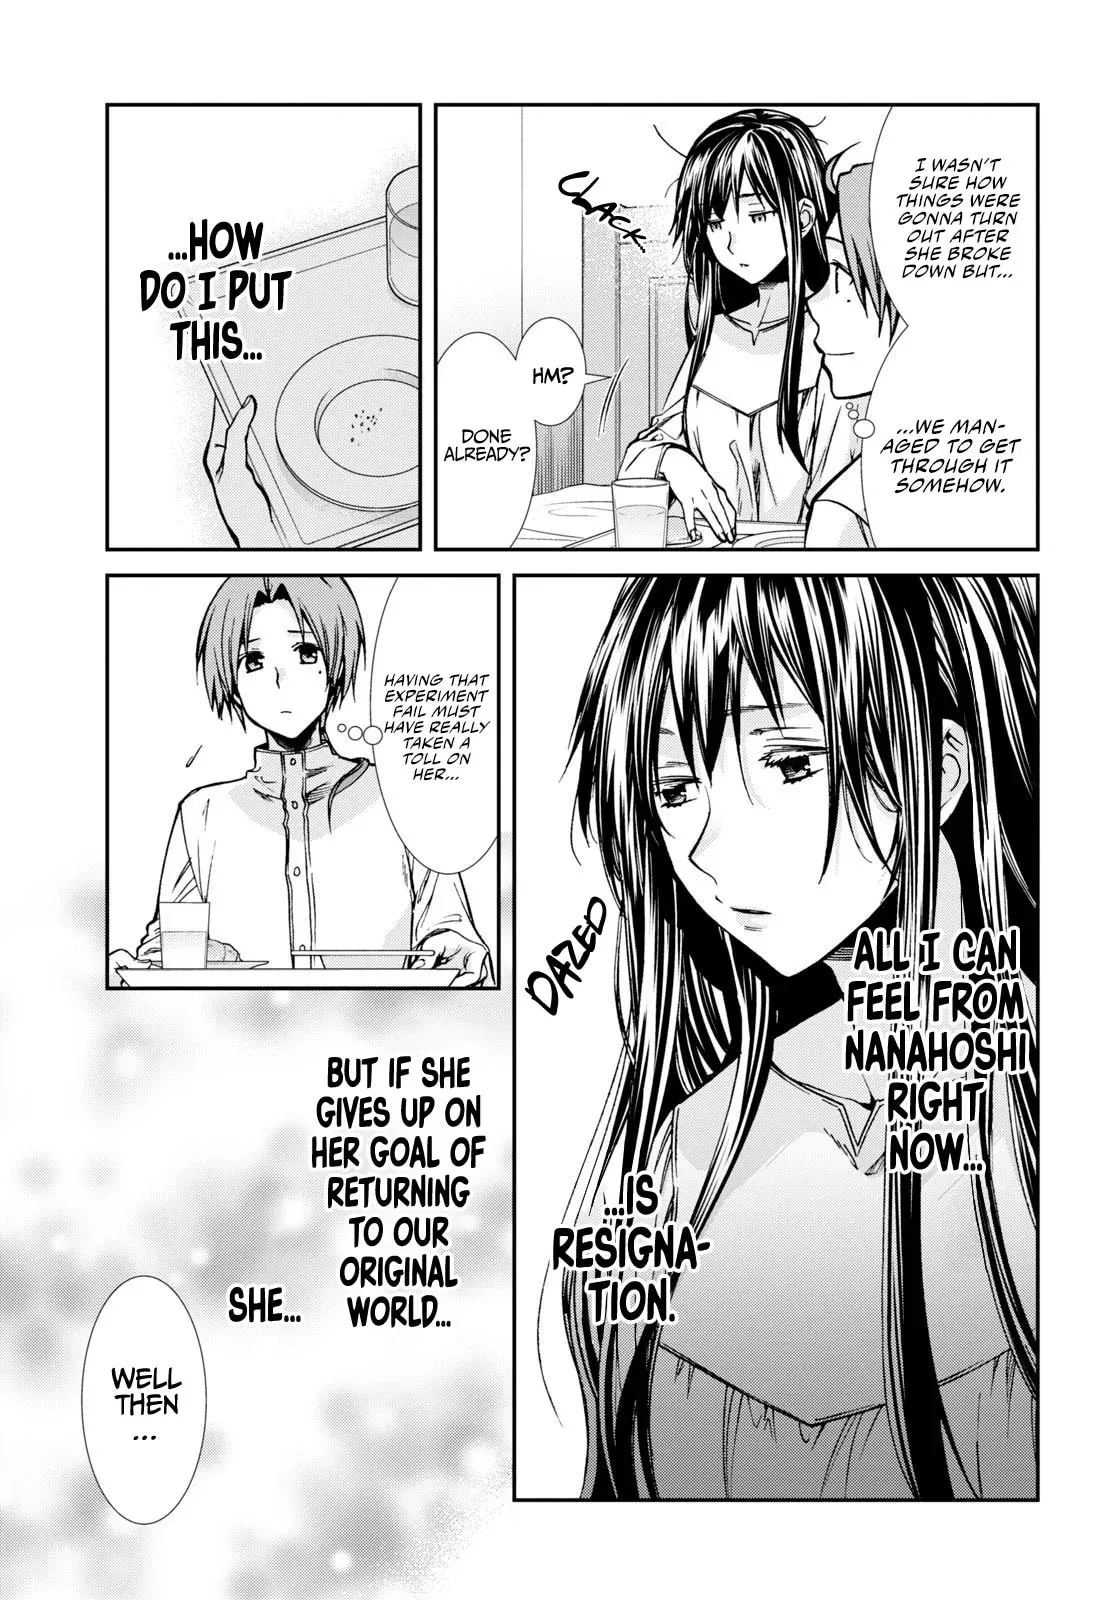 I WASN'T
SURE HOW
THINGS WERE
GONNA TURN
OUT AFTER
SHE BROKE
DOWN BUT...
...WE MAN-
AGED TO GET
THROUGH IT
SOMEHOW.
CLACK...
HM?
DONE
ALREADY?
...HOW
DO I PUT
THIS...
ALL I CAN
FEEL FROM
NANAHOSHI
RIGHT
NOW...
DAZED
...IS
RESIGNA-
TION.
HAVING THAT
EXPERIMENT
FAIL MUST
HAVE REALLY
TAKEN A
TOLL ON
HER...
BUT IF SHE
GIVES UP ON
HER GOAL OF
RETURNING
TO OUR
ORIGINAL
WORLD...
SHE...
WELL
THEN
...